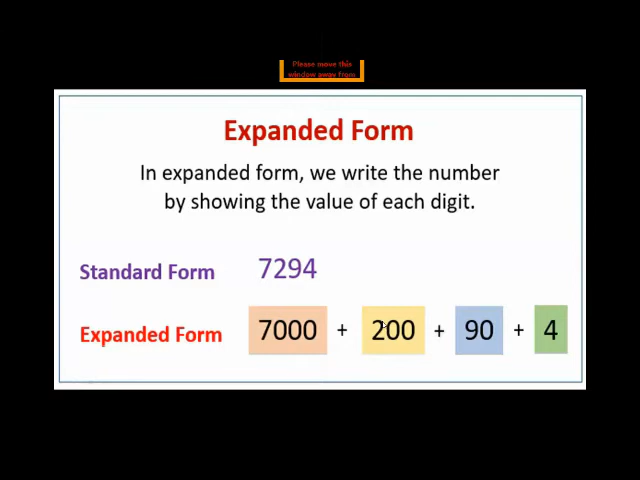 Please move this
window away from
Expanded Form
In expanded form, we write the number
by showing the value of each digit.
Standard Form 7294
Expanded Form 7000 + 200 + 90 + 4